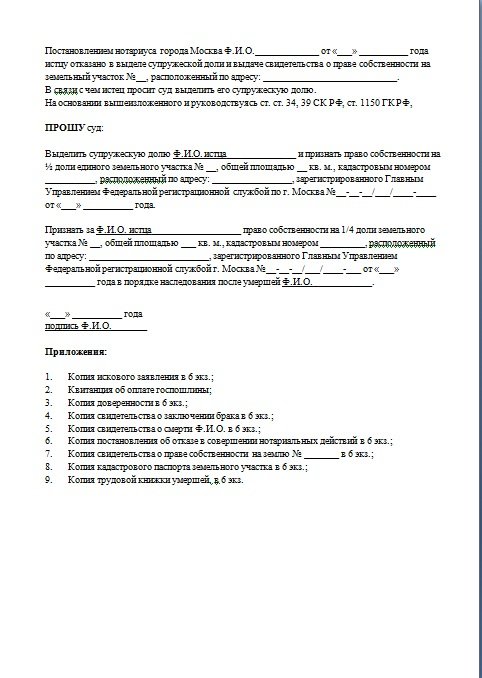 Постановлением нотариуса города Москва Ф.И.О._____________ от «___» __________ года
истцу отказано в выделе супружеской доли и выдаче свидетельства о праве собственности на
земельный участок №__, расположенный по адресу: ___________________________.
В связи с чем истец просит суд выделить его супружескую долю.
На основании вышеизложенного и руководствуясь ст. ст. 34, 39 СК РФ, ст. 1150 ГК РФ,
ПРОШУ суд:
Выделить супружескую долю Ф.И.О. истца______________ и признать право собственности на
½ доли единого земельного участка № __, общей площадью __ кв. м., кадастровым номером
__________, расположенный по адресу: ________________, зарегистрированного Главным
Управлением Федеральной регистрационной службой по г. Москва №__-__-__/___/____-____
от «___» __________ года.
Признать за Ф.И.О. истца__________________ право собственности на 1/4 доли земельного
участка № __, общей площадью ___ кв. м., кадастровым номером _________, расположенный
по адресу: ________________________, зарегистрированного Главным Управлением
Федеральной регистрационной службой г. Москва №__-__-__/___/____-___ от «___»
__________ года в порядке наследования после умершей Ф.И.О.____________.
«___» __________ года
подпись Ф.И.О._______
Приложения:
1. Копия искового заявления в 6 экз.;
2. Квитанция об оплате госпошлины;
3. Копия доверенности в 6 экз.;
4. Копия свидетельства о заключении брака в 6 экз.;
5. Копия свидетельства о смерти Ф.И.О. в 6 экз.;
6. Копия постановления об отказе в совершении нотариальных действий в 6 экз.;
7. Копия свидетельства о праве собственности на землю № _______ в 6 экз.;
8. Копия кадастрового паспорта земельного участка в 6 экз.;
9. Копия трудовой книжки умершей, в 6 экз.